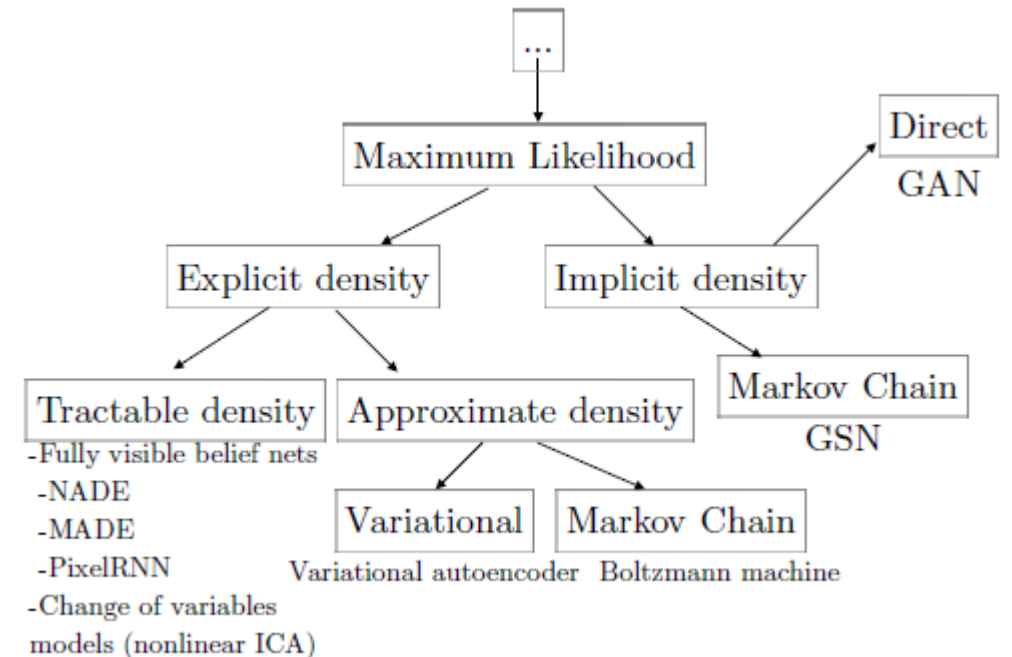 ...
Maximum Likelihood
Direct
GAN
Explicit density
Implicit density
Tractable density
-Fully visible belief nets
-NADE
-MADE
-PixelRNN
-Change of variables
models (nonlinear ICA)
Approximate density
Variational
Variational autoencoder
Markov Chain
Boltzmann machine
Markov Chain
GSN